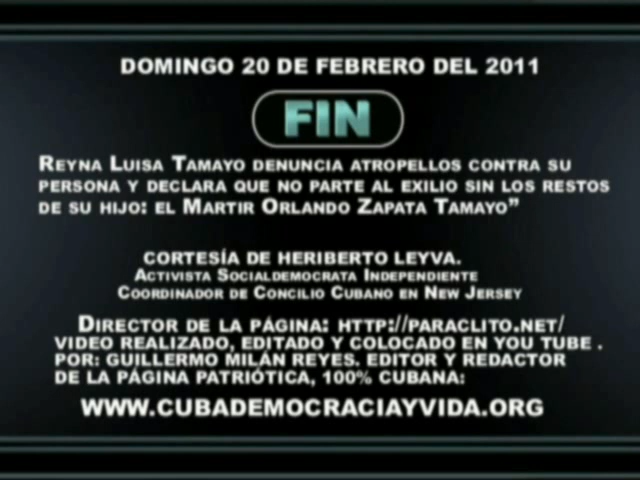 DOMINGO 20 DE FEBRERO DEL 2011
FIN
REYNA LUISA TAMAYO DENUNCIA ATROPELLOS CONTRA SU
PERSONA Y DECLARA QUE NO PARTE AL EXILIO SIN LOS RESTOS
DE SU HIJO: EL MARTIR ORLANDO ZAPATA TAMAYO”
CORTESÍA DE HERIBERTO LEYVA.
ACTIVISTA SOCIALDEMOCRATA INDEPENDIENTE
COORDINADOR DE CONCILIO CUBANO EN NEW JERSEY
DIRECTOR DE LA PÁGINA: HTTP://PARACLITO.NET/
VIDEO REALIZADO, EDITADO Y COLOCADO EN YOU TUBE .
POR: GUILLERMO MILÁN REYES. EDITOR Y REDACTOR
DE LA PÁGINA PATRIÓTICA, 100% CUBANA:
WWW.CUBADEMOCRACIAYVIDA.ORG